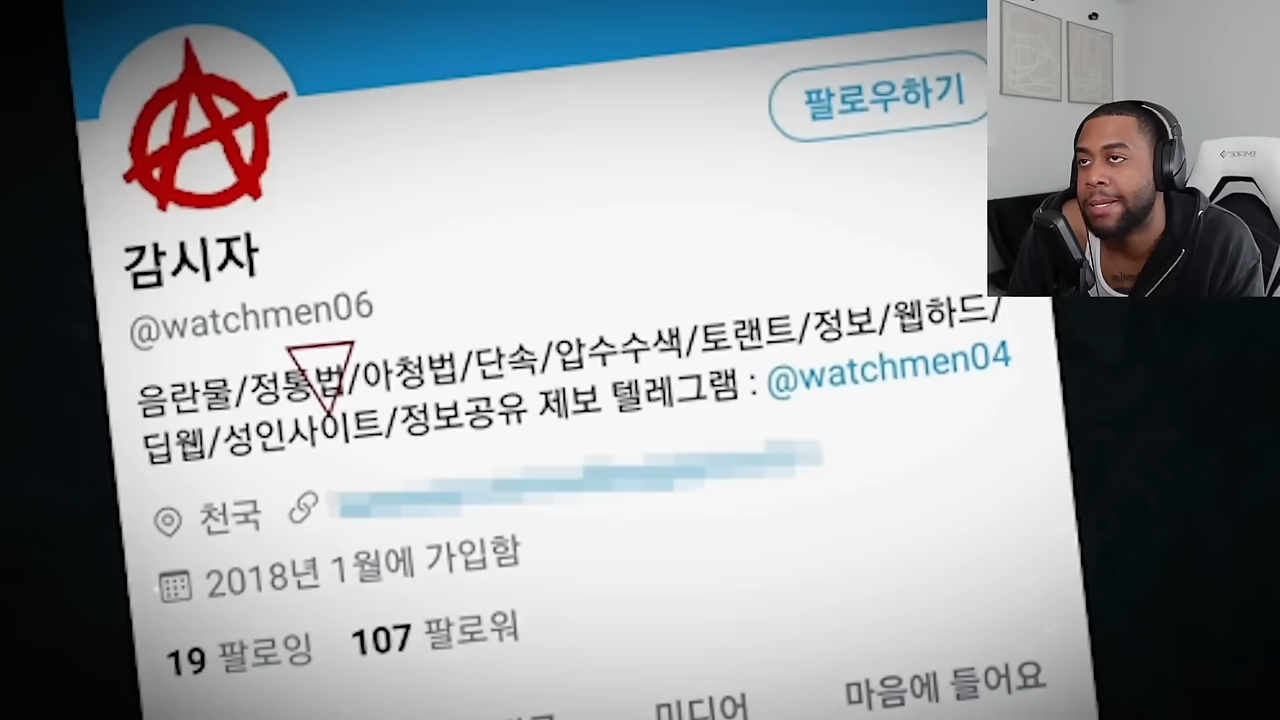 팔로우하기
감시자
@watchmen06
음란물/정통법/아청법/단속/압수수색/토랜트/정보/웹하드/
딥웹/성인사이트/정보공유 제보 텔레그램 : @watchmen04
천국
2018년 1월에 가입함
19 팔로잉 107 팔로워
미디어 마음에 들어요